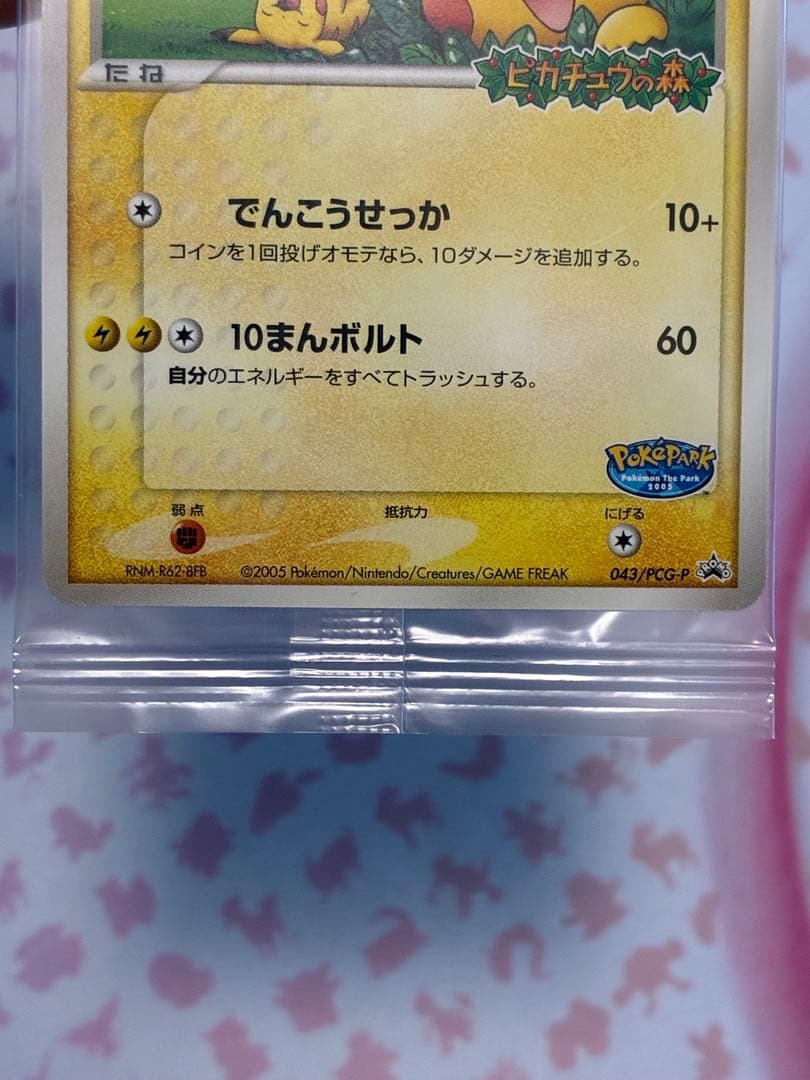 たね
ピカチュウの森
でんこうせっか 10+
コインを1回投げオモテなら、10ダメージを追加する。
10まんボルト 60
自分のエネルギーをすべてトラッシュする。
POKéPARK
Pokémon The Park
2005
™
弱点 抵抗力 にげる
RNM-R62-8FB ©2005 Pokémon/Nintendo/Creatures/GAME FREAK 043/PCG-P PROMO